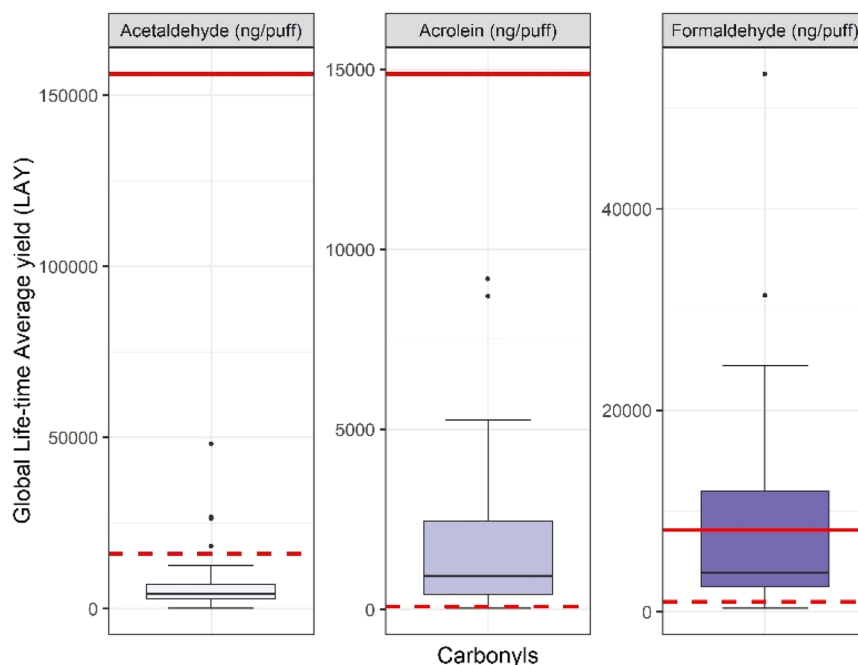 Acetaldehyde (ng/puff)
Acrolein (ng/puff)
Formaldehyde (ng/puff)
Global Life-time Average yield (LAY)
150000
100000
50000
0
15000
10000
5000
0
40000
20000
0
Carbonyls